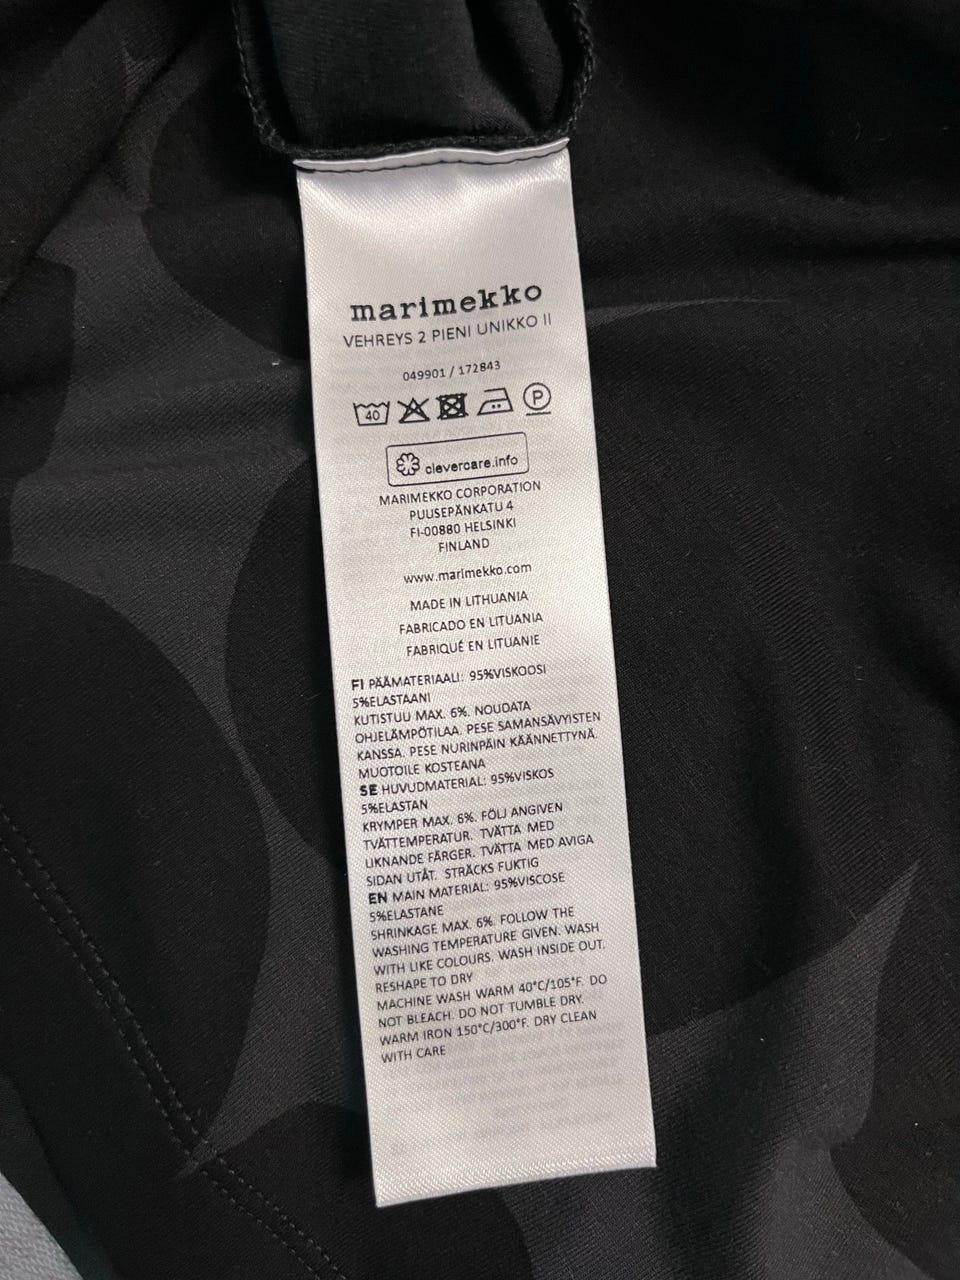 marimekko
VEHREYS 2 PIENI UNIKKO II
049901 / 172843
40
P
clevercare.info
MARIMEKKO CORPORATION
PUUSEPÄNKATU 4
FI-00880 HELSINKI
FINLAND
www.marimekko.com
MADE IN LITHUANIA
FABRICADO EN LITUANIA
FABRIQUÉ EN LITUANIE
FI PÄÄMATERIAALI: 95%VISKOOSI
5%ELASTAANI
KUTISTUU MAX. 6%. NOUDATA
OHJELÄMPÖTILAA. PESE SAMANSÄVYISTEN
KANSSA. PESE NURINPÄIN KÄÄNNETTYNÄ.
MUOTOILE KOSTEANA
SE HUVUDMATERIAL: 95%VISKOS
5%ELASTAN
KRYMPER MAX. 6%. FÖLJ ANGIVEN
TVÄTTEMPERATUR. TVÄTTA MED
LIKNANDE FÄRGER. TVÄTTA MED AVIGA
SIDAN UTÅT. STRÄCKS FUKTIG
EN MAIN MATERIAL: 95%VISCOSE
5%ELASTANE
SHRINKAGE MAX. 6%. FOLLOW THE
WASHING TEMPERATURE GIVEN. WASH
WITH LIKE COLOURS. WASH INSIDE OUT.
RESHAPE TO DRY
MACHINE WASH WARM 40°C/105°F. DO
NOT BLEACH. DO NOT TUMBLE DRY.
WARM IRON 150°C/300°F. DRY CLEAN
WITH CARE